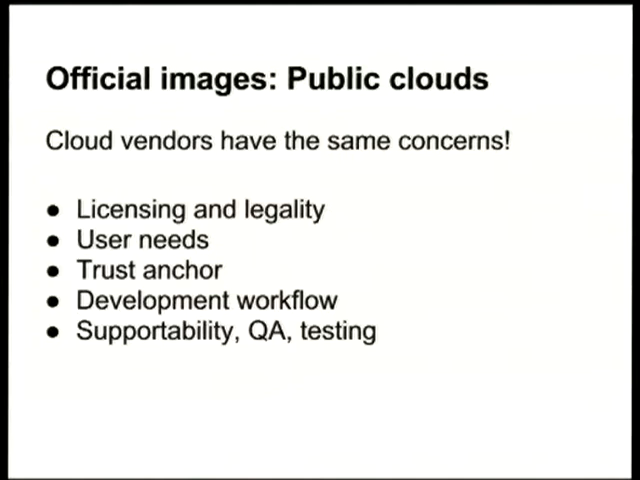 Official images: Public clouds
Cloud vendors have the same concerns!
● Licensing and legality
● User needs
● Trust anchor
● Development workflow
● Supportability, QA, testing